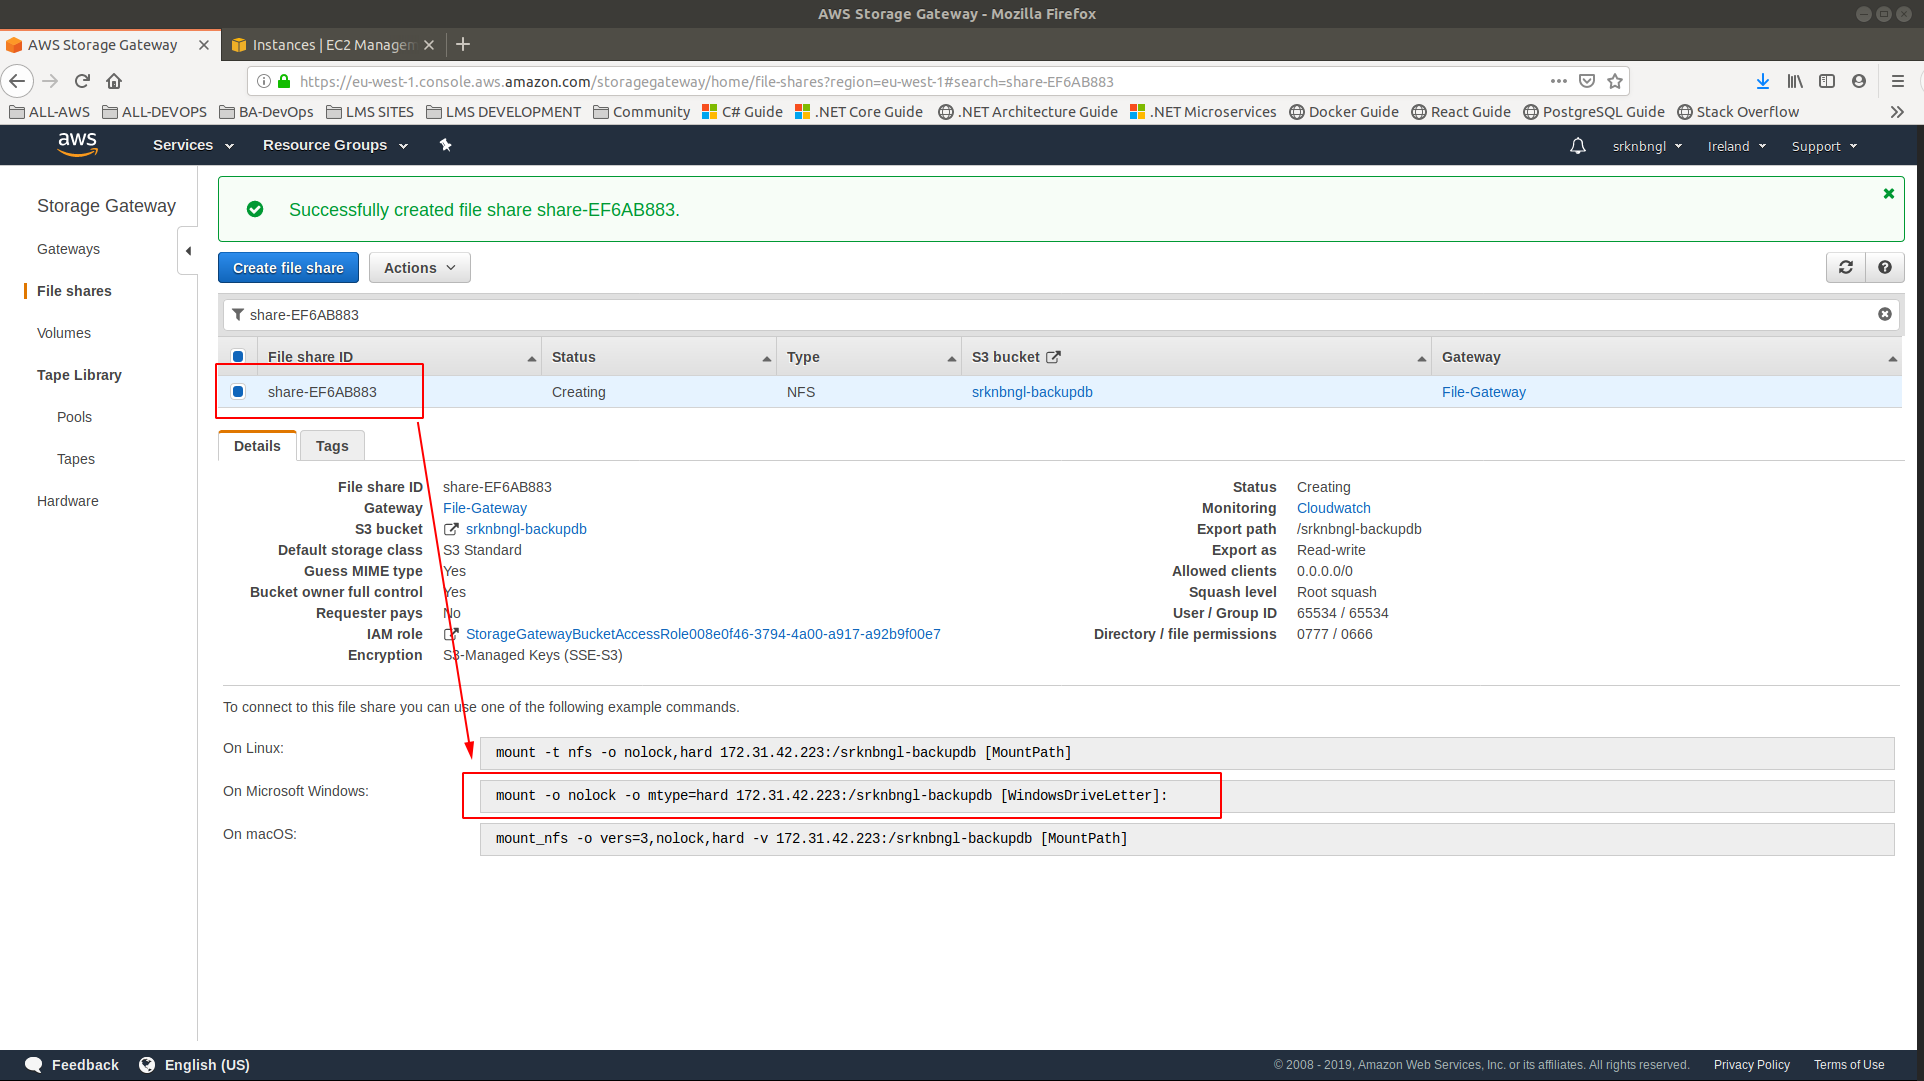 AWS Storage Gateway - Mozilla Firefox
AWS Storage Gateway
Instances | EC2 Managem
https://eu-west-1.console.aws.amazon.com/storagegateway/home/file-shares?region=eu-west-1#search=share-EF6AB883
ALL-AWS ALL-DEVOPS BA-DevOps LMS SITES LMS DEVELOPMENT Community C# Guide .NET Core Guide .NET Architecture Guide .NET Microservices Docker Guide React Guide PostgreSQL Guide Stack Overflow
aws Services Resource Groups srknbngl Ireland Support
Storage Gateway
Gateways
File shares
Volumes
Tape Library
Pools
Tapes
Hardware
Successfully created file share share-EF6AB883.
Create file share Actions
share-EF6AB883
File share ID Status Type S3 bucket Gateway
share-EF6AB883 Creating NFS srknbngl-backupdb File-Gateway
Details Tags
File share ID share-EF6AB883
Gateway File-Gateway
S3 bucket srknbngl-backupdb
Default storage class S3 Standard
Guess MIME type Yes
Bucket owner full control Yes
Requester pays No
IAM role StorageGatewayBucketAccessRole008e0f46-3794-4a00-a917-a92b9f00e7
Encryption S3-Managed Keys (SSE-S3)
Status Creating
Monitoring Cloudwatch
Export path /srknbngl-backupdb
Export as Read-write
Allowed clients 0.0.0.0/0
Squash level Root squash
User / Group ID 65534 / 65534
Directory / file permissions 0777 / 0666
To connect to this file share you can use one of the following example commands.
On Linux: mount -t nfs -o nolock,hard 172.31.42.223:/srknbngl-backupdb [MountPath]
On Microsoft Windows: mount -o nolock -o mtype=hard 172.31.42.223:/srknbngl-backupdb [WindowsDriveLetter]:
On macOS: mount_nfs -o vers=3,nolock,hard -v 172.31.42.223:/srknbngl-backupdb [MountPath]
Feedback English (US) © 2008 - 2019, Amazon Web Services, Inc. or its affiliates. All rights reserved. Privacy Policy Terms of Use